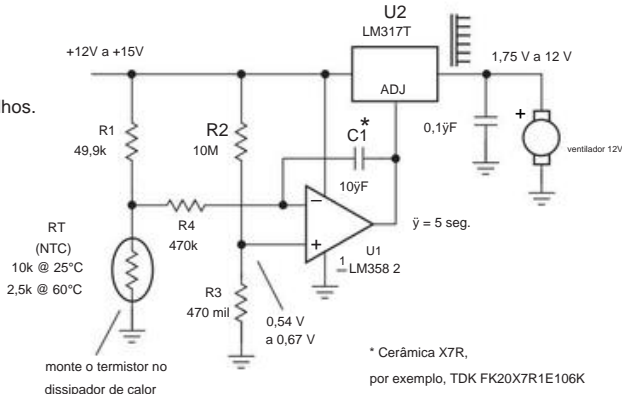 U2
LM317T
+12V a +15V
1,75 V a 12 V
ADJ
lhos.
R1
49,9k
R2
10M
*
C1
10ÿF
0,1ÿF
+
ventilador 12V
R4
470k
−
+
ÿ = 5 seg.
RT
(NTC)
10k @ 25°C
2,5k @ 60°C
U1
1
– LM358 2
R3
470 mil
0,54 V
a 0,67 V
* Cerâmica X7R,
por exemplo, TDK FK20X7R1E106K
monte o termistor no
dissipador de calor